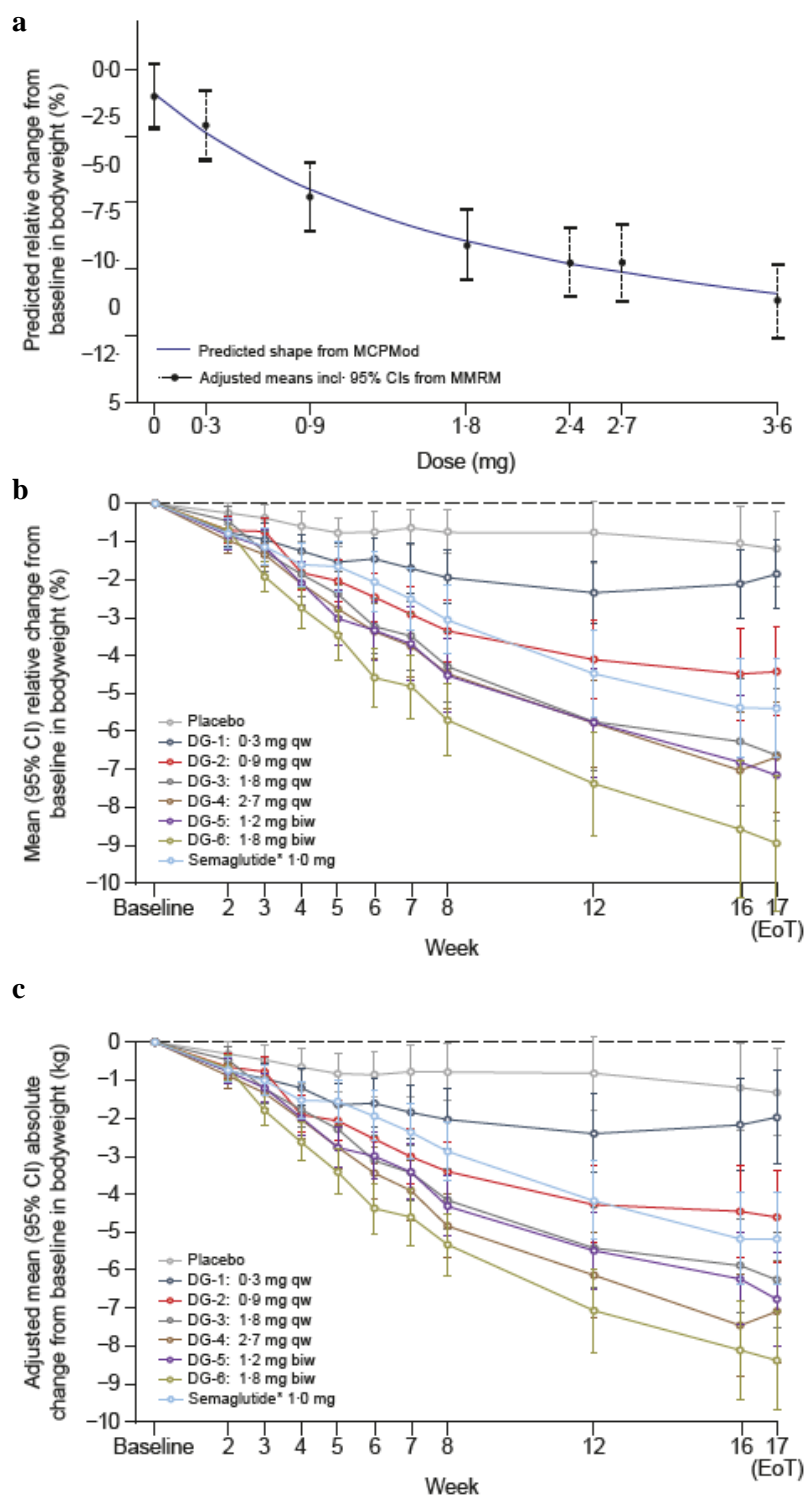 a
Predicted relative change from
baseline in bodyweight (%)
0·0
–2·5
–5·0
–7·5
–10·
0
–12·
5
Predicted shape from MCPMod
Adjusted means incl· 95% CIs from MMRM
0 0·3 0·9 1·8 2·4 2·7 3·6
Dose (mg)
b
Mean (95% CI) relative change from
baseline in bodyweight (%)
0
–1
–2
–3
–4
–5
–6
–7
–8
–9
–10
Placebo
DG-1: 0·3 mg qw
DG-2: 0·9 mg qw
DG-3: 1·8 mg qw
DG-4: 2·7 mg qw
DG-5: 1·2 mg biw
DG-6: 1·8 mg biw
Semaglutide* 1·0 mg
Baseline 2 3 4 5 6 7 8 12 16 17
(EoT)
Week
c
Adjusted mean (95% CI) absolute
change from baseline in bodyweight (kg)
0
–1
–2
–3
–4
–5
–6
–7
–8
–9
–10
Placebo
DG-1: 0·3 mg qw
DG-2: 0·9 mg qw
DG-3: 1·8 mg qw
DG-4: 2·7 mg qw
DG-5: 1·2 mg biw
DG-6: 1·8 mg biw
Semaglutide* 1·0 mg
Baseline 2 3 4 5 6 7 8 12 16 17
(EoT)
Week